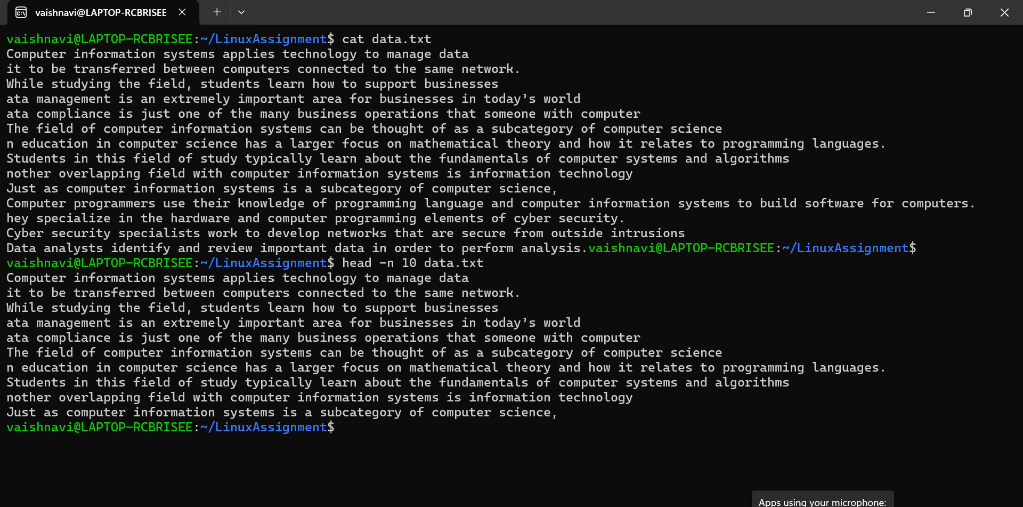 vaishnavi@LAPTOP-RCBRISEE
vaishnavi@LAPTOP-RCBRISEE:~/LinuxAssignment$ cat data.txt
Computer information systems applies technology to manage data
it to be transferred between computers connected to the same network.
While studying the field, students learn how to support businesses
ata management is an extremely important area for businesses in today's world
ata compliance is just one of the many business operations that someone with computer
The field of computer information systems can be thought of as a subcategory of computer science
n education in computer science has a larger focus on mathematical theory and how it relates to programming languages.
Students in this field of study typically learn about the fundamentals of computer systems and algorithms
nother overlapping field with computer information systems is information technology
Just as computer information systems is a subcategory of computer science,
Computer programmers use their knowledge of programming language and computer information systems to build software for computers.
hey specialize in the hardware and computer programming elements of cyber security.
Cyber security specialists work to develop networks that are secure from outside intrusions
Data analysts identify and review important data in order to perform analysis.vaishnavi@LAPTOP-RCBRISEE:~/LinuxAssignment$
vaishnavi@LAPTOP-RCBRISEE:~/LinuxAssignment$ head -n 10 data.txt
Computer information systems applies technology to manage data
it to be transferred between computers connected to the same network.
While studying the field, students learn how to support businesses
ata management is an extremely important area for businesses in today's world
ata compliance is just one of the many business operations that someone with computer
The field of computer information systems can be thought of as a subcategory of computer science
n education in computer science has a larger focus on mathematical theory and how it relates to programming languages.
Students in this field of study typically learn about the fundamentals of computer systems and algorithms
nother overlapping field with computer information systems is information technology
Just as computer information systems is a subcategory of computer science,
vaishnavi@LAPTOP-RCBRISEE:~/LinuxAssignment$
Apps using your microphone: